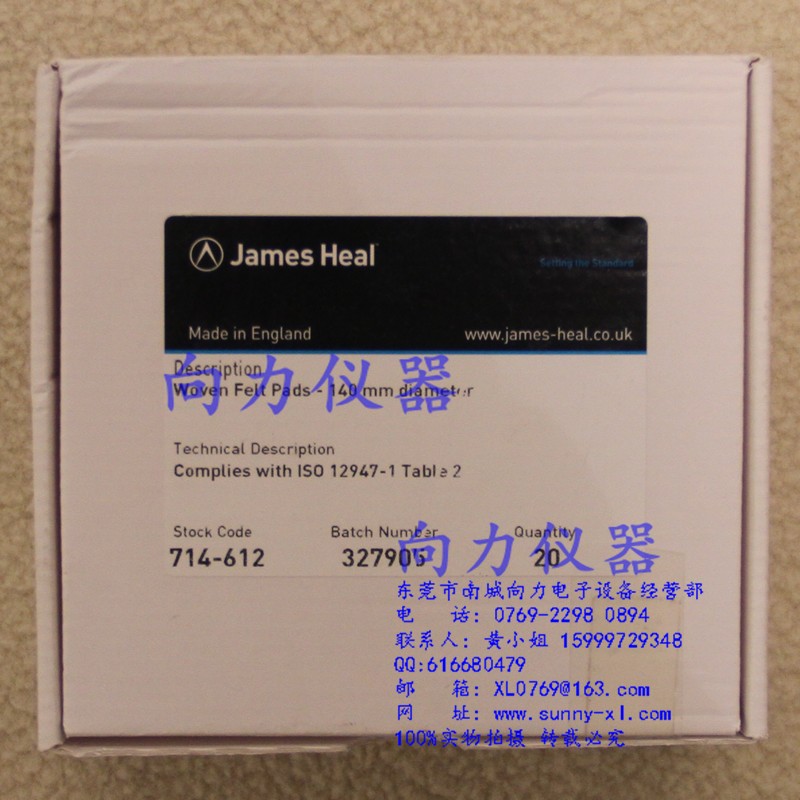 James Heal
Setting the Standard
Made in England
www.james-heal.co.uk
Description
Woven Felt Pads - 140 mm diameter
向力仪器
Technical Description
Complies with ISO 12947-1 Table 2
Stock Code Batch Number Quantity
714-612 327905 20
向力仪器
东莞市南城向力电子设备经营部
电 话: 0769-2298 0894
联系人: 黄小姐 15999729348
QQ:616680479
邮 箱: XL0769@163.com
网 址: www.sunny-xl.com
100%实物拍摄 转载必究